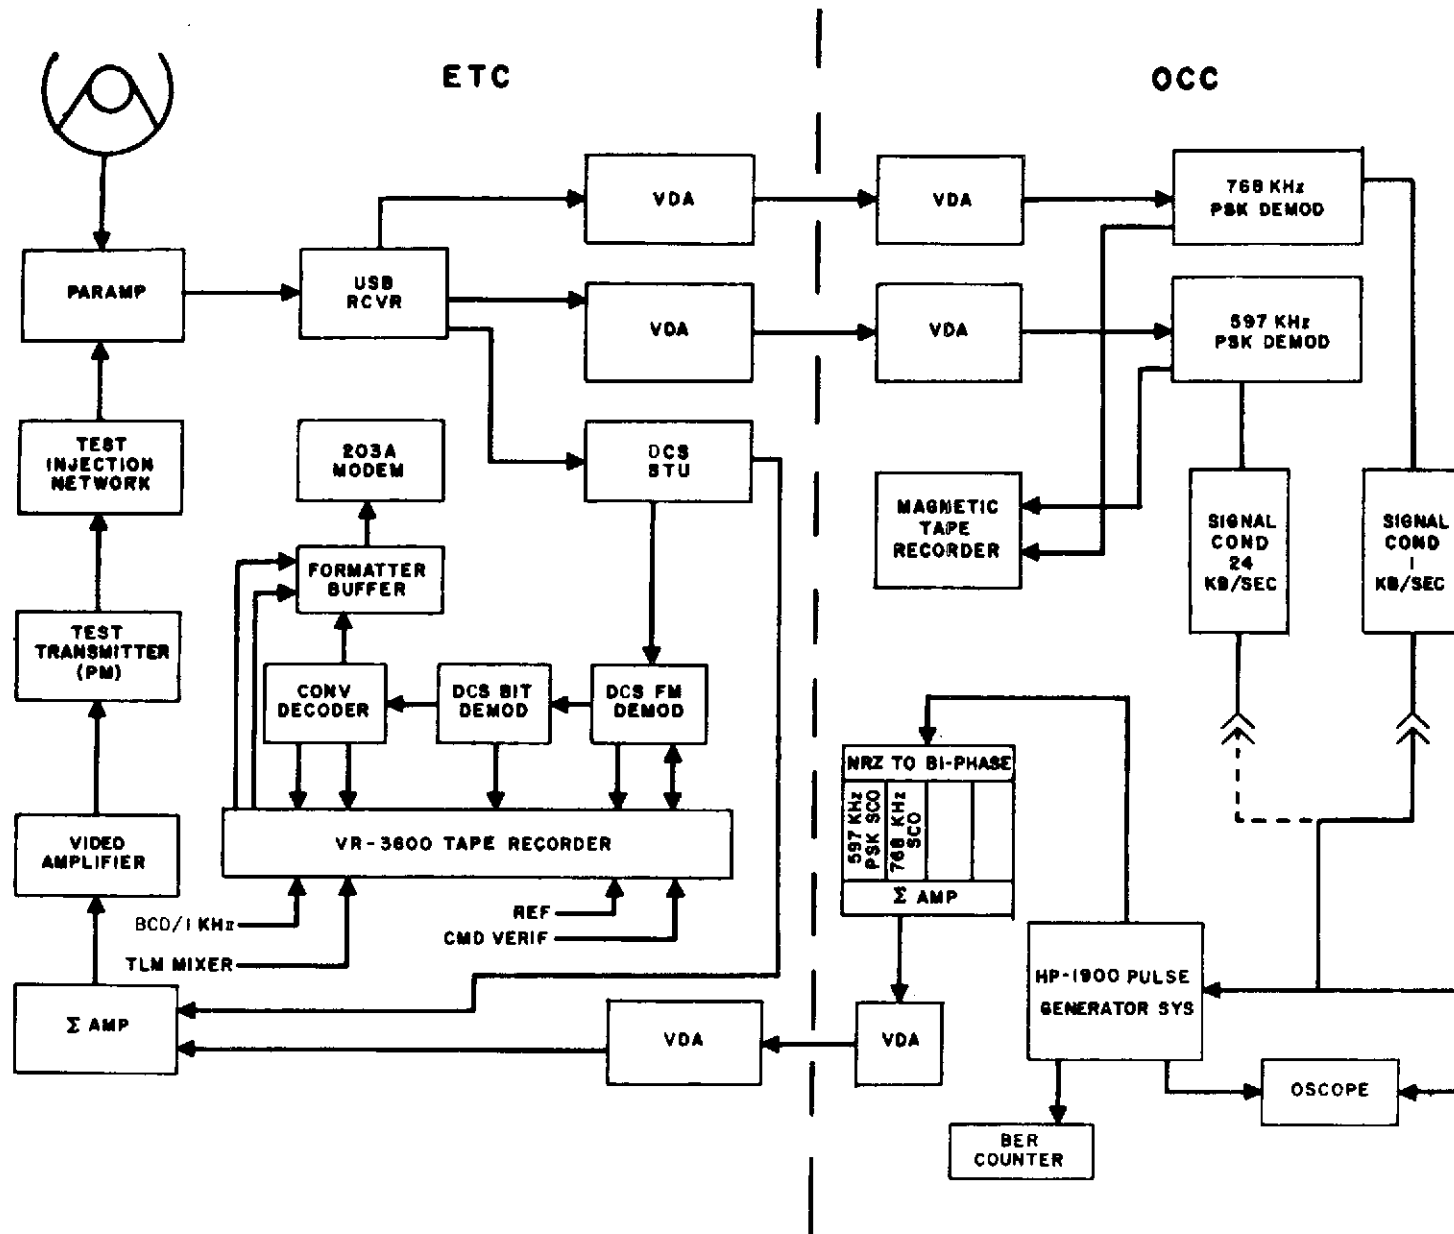 ETC
OCC
VDA
VDA
768 KHz
PSK DEMOD
PARAMP
USB
RCVR
VDA
VDA
597 KHz
PSK DEMOD
TEST
INJECTION
NETWORK
203A
MODEM
DCS
STU
MAGNETIC
TAPE
RECORDER
SIGNAL
COND
24
KB/SEC
SIGNAL
COND
1
KB/SEC
FORMATTER
BUFFER
TEST
TRANSMITTER
(PM)
CONV
DECODER
DCS BIT
DEMOD
DCS FM
DEMOD
NRZ TO BI-PHASE
597 KHz
PSK SCO
768 KHz
SCO
Σ AMP
VIDEO
AMPLIFIER
VR-3600 TAPE RECORDER
BCD/1 KHz
REF
CMD VERIF
TLM MIXER
HP-1900 PULSE
GENERATOR SYS
Σ AMP
VDA
VDA
OSCOPE
BER
COUNTER